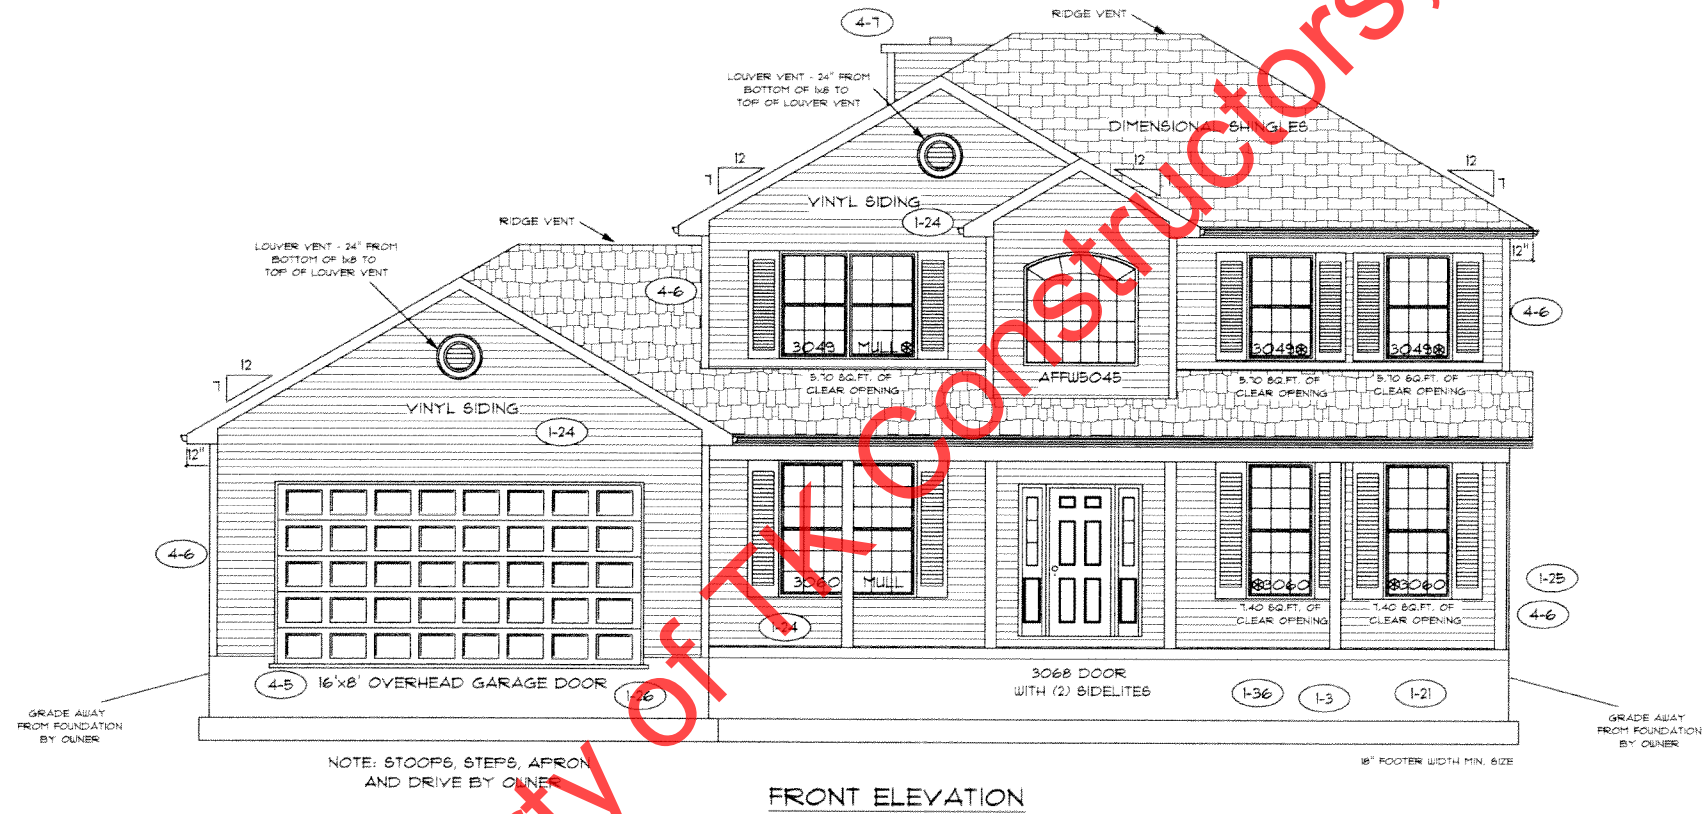 4-7
RIDGE VENT
LOUVER VENT - 24" FROM
BOTTOM OF 1x8 TO
TOP OF LOUVER VENT
DIMENSIONAL SHINGLES
12
7
12
12
7
VINYL SIDING
1-24
RIDGE VENT
LOUVER VENT - 24" FROM
BOTTOM OF 1x8 TO
TOP OF LOUVER VENT
12"
4-6
4-6
3049 MULL
3049
3049
5.70 SQ.FT. OF
CLEAR OPENING
AFFW5045
5.70 SQ.FT. OF
CLEAR OPENING
5.70 SQ.FT. OF
CLEAR OPENING
12
7
VINYL SIDING
1-24
12"
4-6
3060 MULL
3060
3060
7.40 SQ.FT. OF
CLEAR OPENING
7.40 SQ.FT. OF
CLEAR OPENING
1-25
4-6
1-24
4-5
16'x8' OVERHEAD GARAGE DOOR
1-26
3068 DOOR
WITH (2) SIDELITES
1-36
1-3
1-21
GRADE AWAY
FROM FOUNDATION
BY OWNER
GRADE AWAY
FROM FOUNDATION
BY OWNER
NOTE: STOOPS, STEPS, APRON
AND DRIVE BY OWNER
18" FOOTER WIDTH MIN. SIZE
FRONT ELEVATION
ty of TK Constructors,